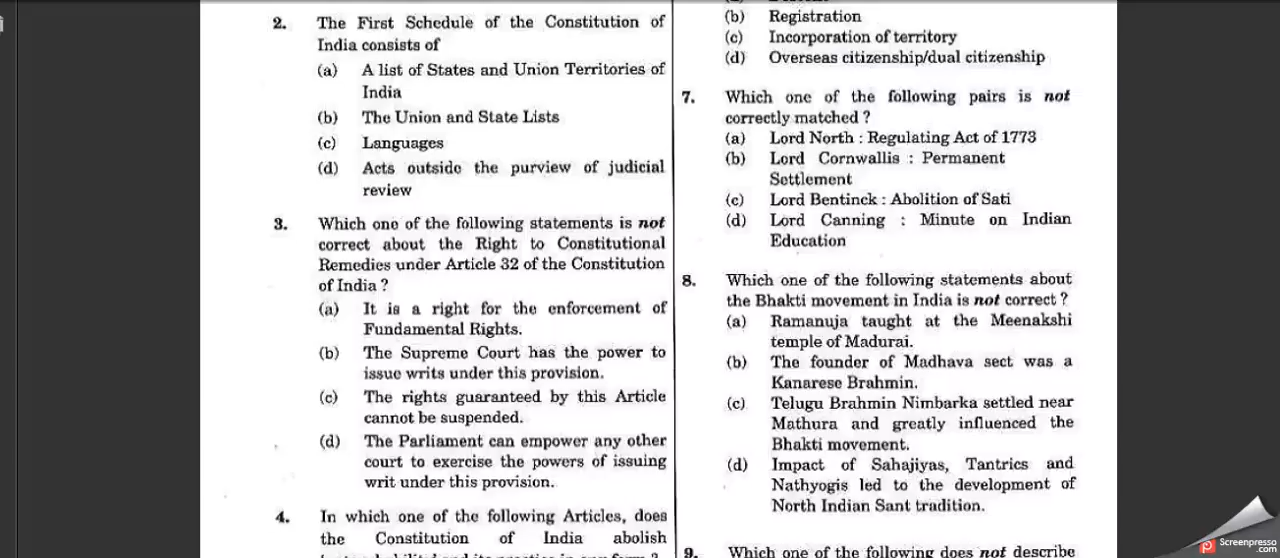 2. The First Schedule of the Constitution of
India consists of
(a) A list of States and Union Territories of
India
(b) The Union and State Lists
(c) Languages
(d) Acts outside the purview of judicial
review
3. Which one of the following statements is not
correct about the Right to Constitutional
Remedies under Article 32 of the Constitution
of India ?
(a) It is a right for the enforcement of
Fundamental Rights.
(b) The Supreme Court has the power to
issue writs under this provision.
(c) The rights guaranteed by this Article
cannot be suspended.
(d) The Parliament can empower any other
court to exercise the powers of issuing
writ under this provision.
4. In which one of the following Articles, does
the Constitution of India abolish
(b) Registration
(c) Incorporation of territory
(d) Overseas citizenship/dual citizenship
7. Which one of the following pairs is not
correctly matched ?
(a) Lord North : Regulating Act of 1773
(b) Lord Cornwallis : Permanent
Settlement
(c) Lord Bentinck : Abolition of Sati
(d) Lord Canning : Minute on Indian
Education
8. Which one of the following statements about
the Bhakti movement in India is not correct ?
(a) Ramanuja taught at the Meenakshi
temple of Madurai.
(b) The founder of Madhava sect was a
Kanarese Brahmin.
(c) Telugu Brahmin Nimbarka settled near
Mathura and greatly influenced the
Bhakti movement.
(d) Impact of Sahajiyas, Tantrics and
Nathyogis led to the development of
North Indian Sant tradition.
9. Which one of the following does not describe
Screenpresso
.com